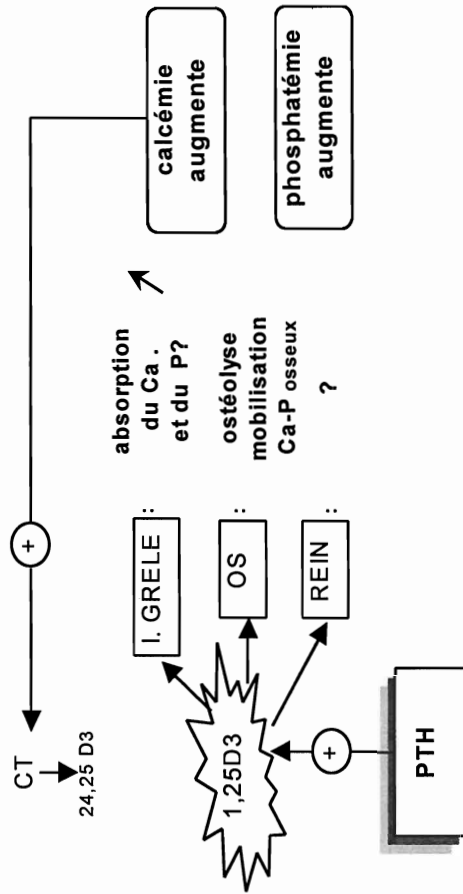 CT
24,25 D3
+
I. GRELE :
absorption
du Ca .
et du P?
calcémie
augmente
1,25D3
OS :
ostéolyse
mobilisation
Ca-P osseux
phosphatémie
augmente
REIN :
?
+
PTH